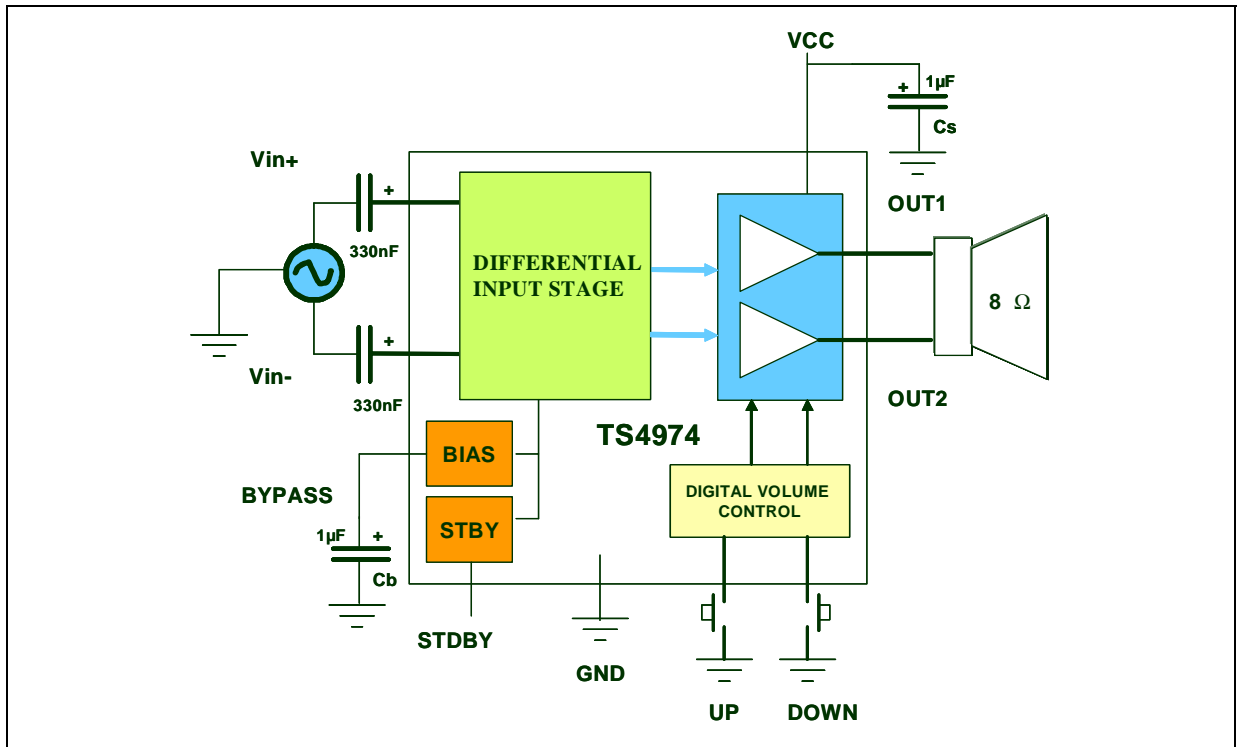 VCC
1µF
+
Cs
Vin+
+
330nF
OUT1
DIFFERENTIAL
INPUT STAGE
8 Ω
+
Vin-
330nF
OUT2
TS4974
BIAS
BYPASS
DIGITAL VOLUME
CONTROL
STBY
1µF
+
Cb
STDBY
GND
UP
DOWN